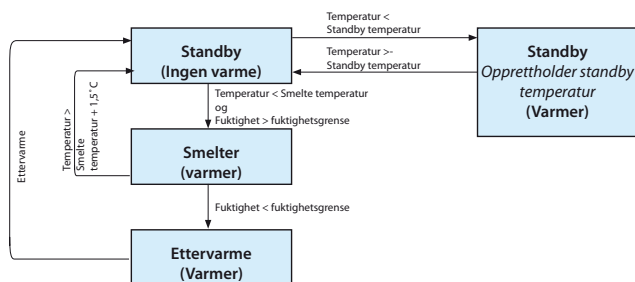 Standby
(Ingen varme)
Temperatur <
Standby temperatur
Temperatur >-
Standby temperatur
Standby
Opprettholder standby
temperatur
(Varmer)
Temperatur < Smelte temperatur
og
Fuktighet > fuktighetsgrense
Smelter
(varmer)
Fuktighet < fuktighetsgrense
Ettervarme
(Varmer)
Ettervarme
Temperatur >
Smelte
temperatur + 1,5˚C